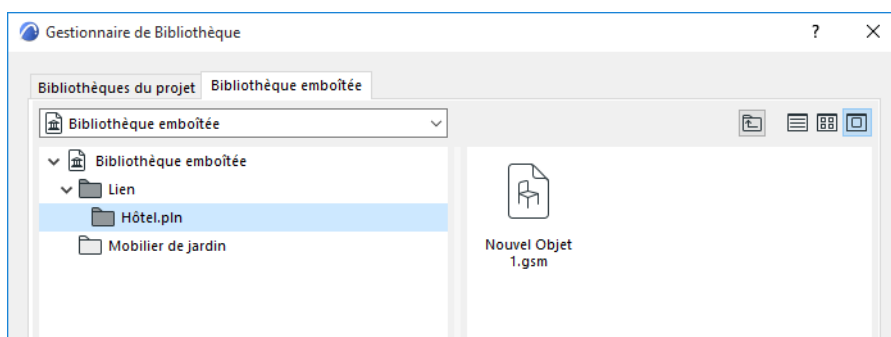 Gestionnaire de Bibliothèque
?
Bibliothèques du projet
Bibliothèque emboîtée
Bibliothèque emboîtée
Bibliothèque emboîtée
Lien
Hôtel.pln
Mobilier de jardin
Nouvel Objet
1.gsm